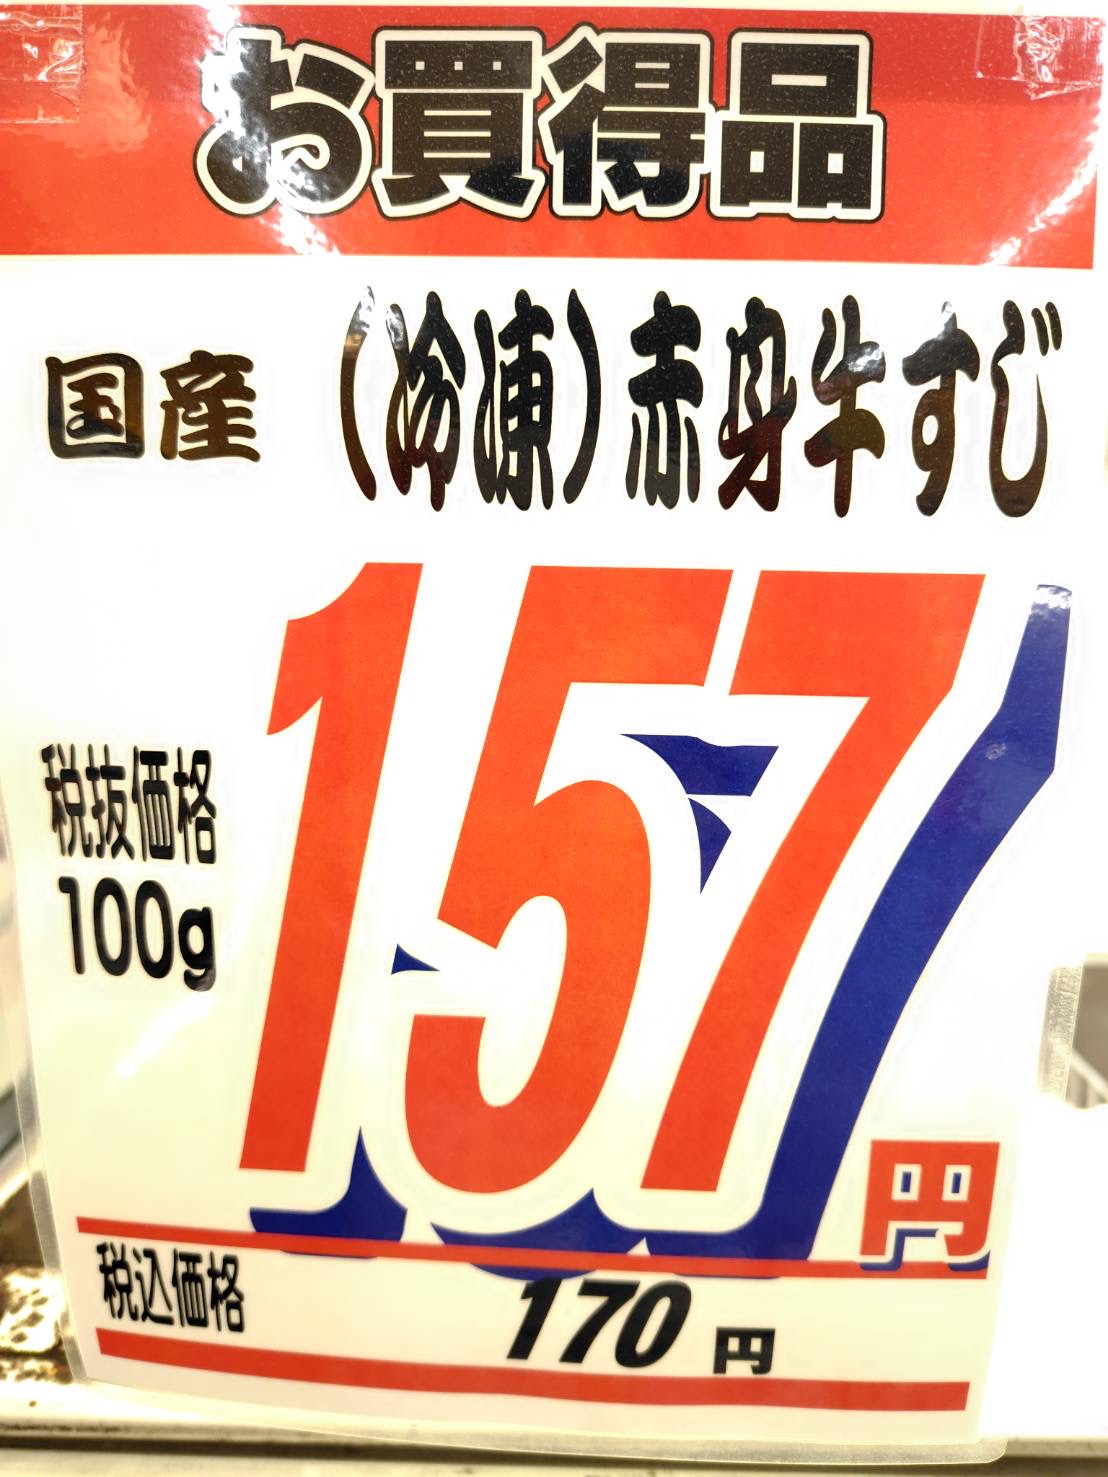 お買得品
国産 (冷凍)赤身牛すじ
税抜価格
100g
157円
税込価格 170円